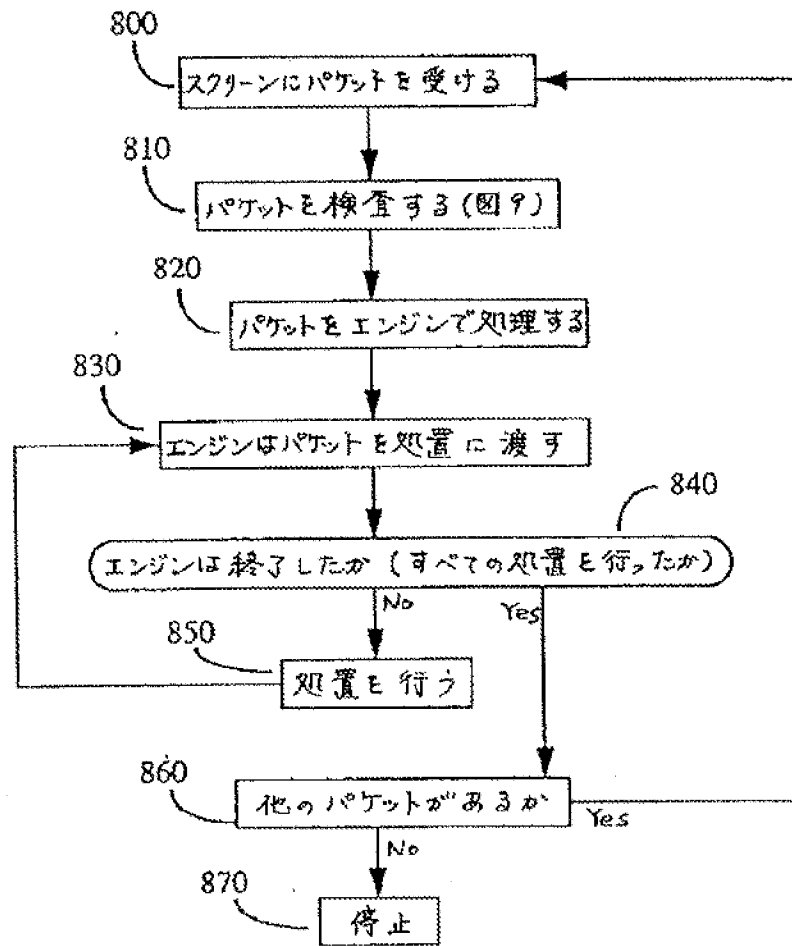 800
スクリーンにパケットを受ける
810
パケットを検査する(図9)
820
パケットをエンジンで処理する
830
エンジンはパケットを処置に渡す
840
エンジンは終了したか(すべての処置を行ったか)
No
Yes
850
処置を行う
860
他のパケットがあるか
Yes
No
870
停止